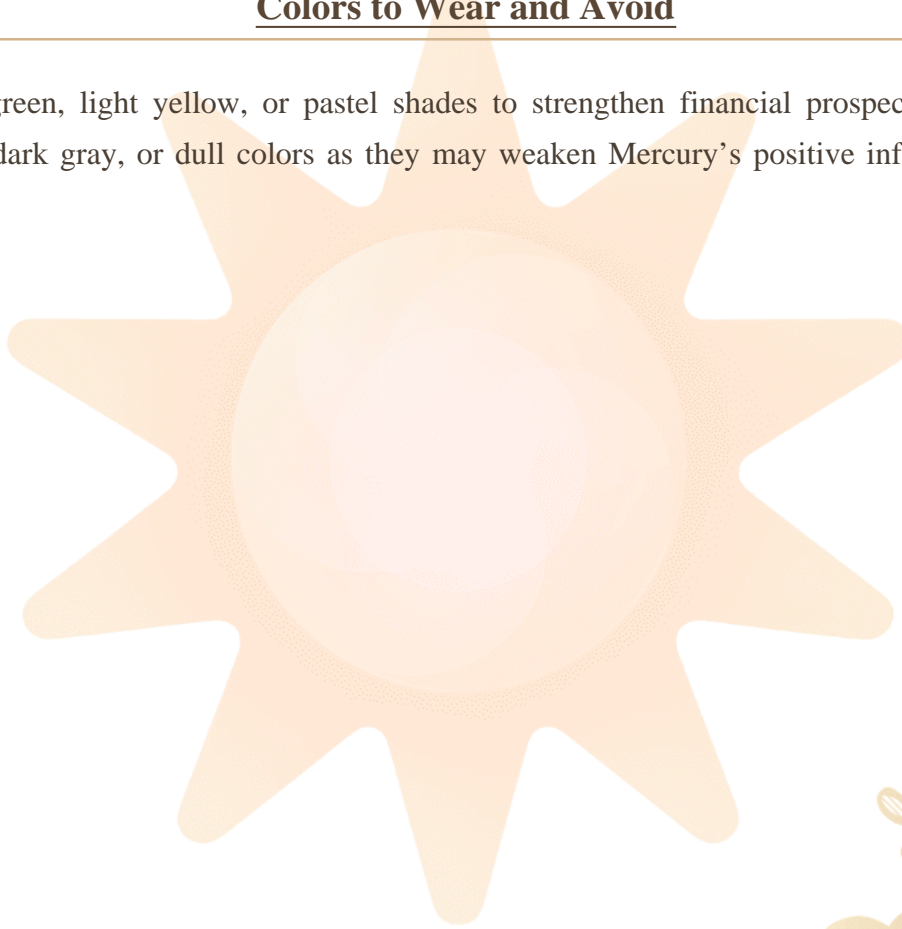 Colors to Wear and Avoid
green, light yellow, or pastel shades to strengthen financial prospec
dark gray, or dull colors as they may weaken Mercury’s positive inf